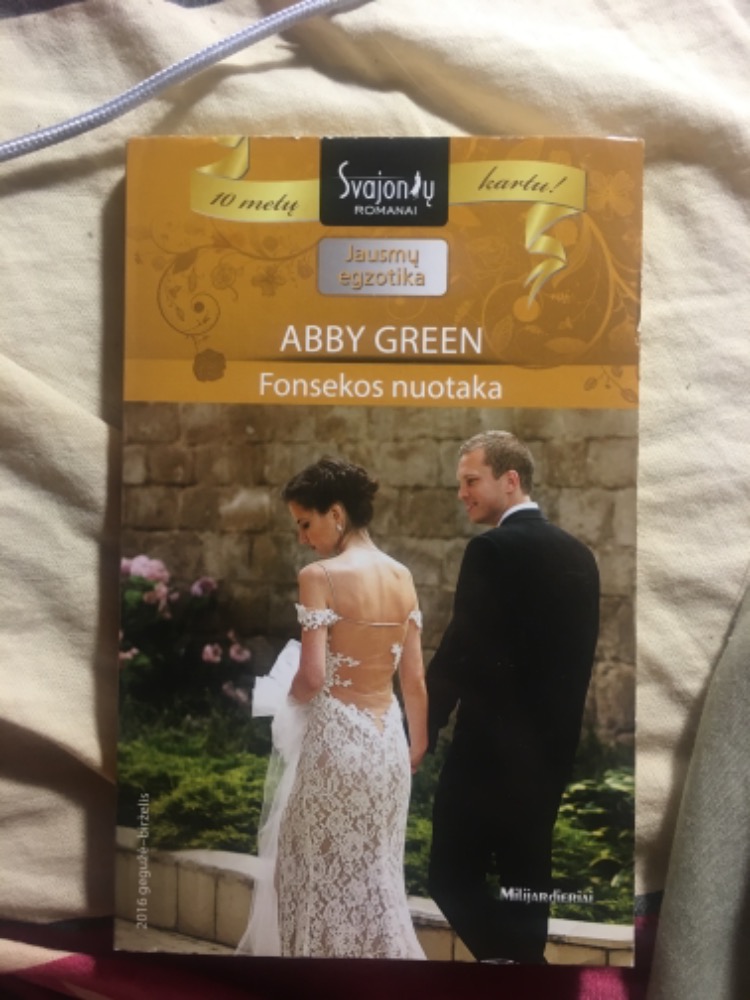 10 metų
Svajonių
ROMANAI
kartu!
Jausmų
egzotika
ABBY GREEN
Fonsekos nuotaka
2016 gegužė–birželis
Milijardieriai